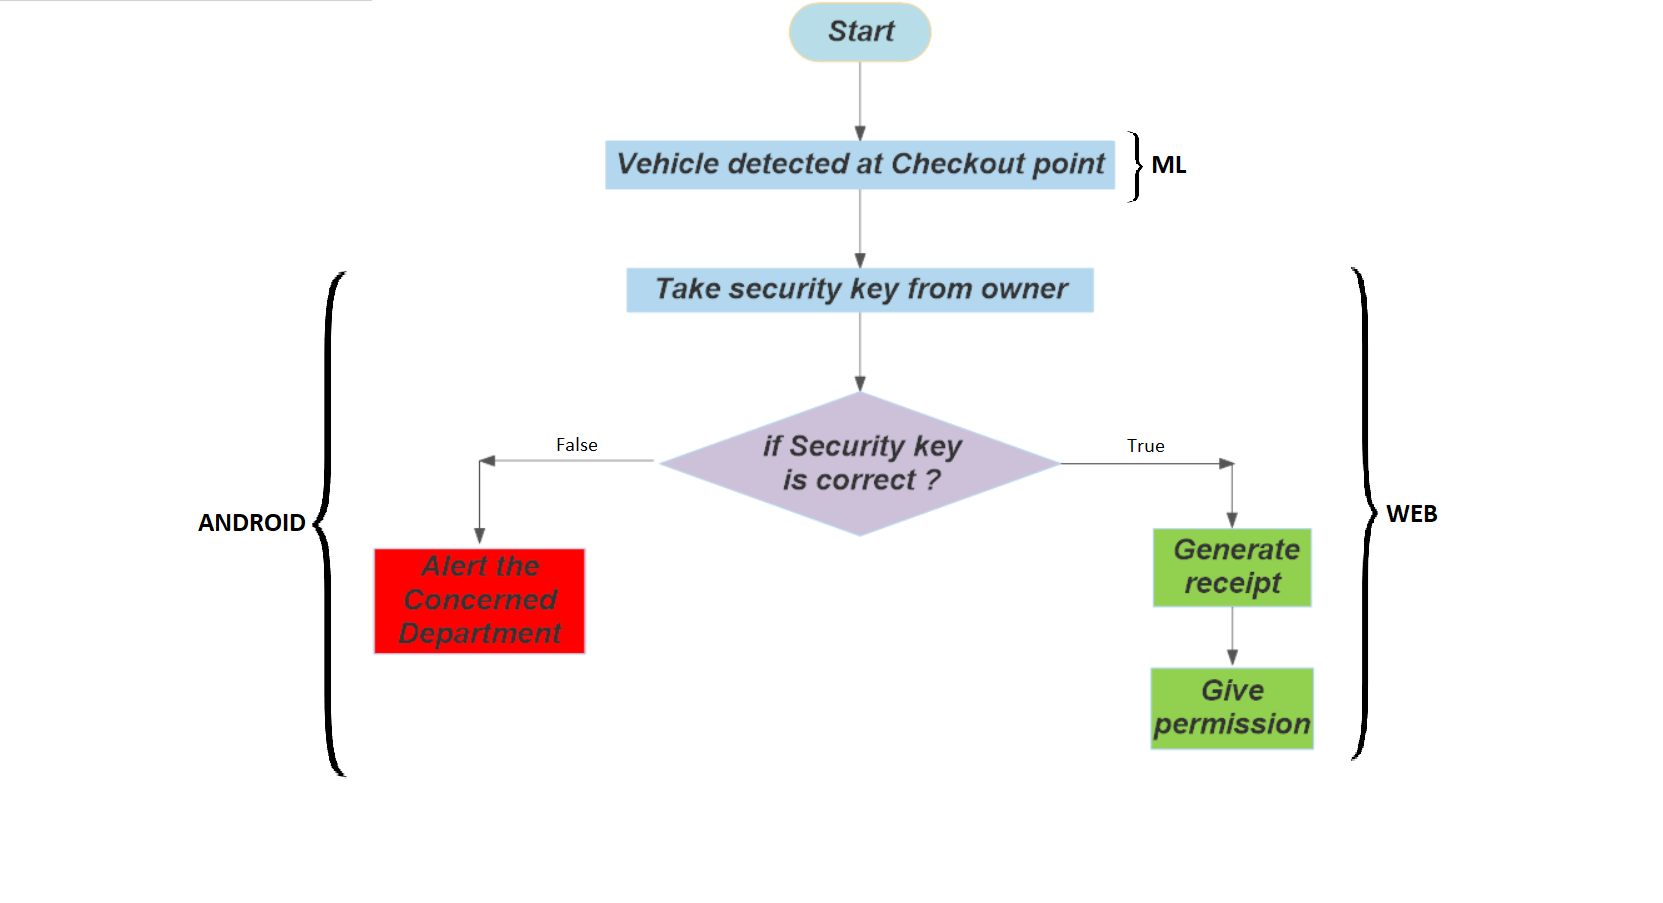 Start
Vehicle detected at Checkout point
ML
Take security key from owner
if Security key
is correct ?
False
True
ANDROID
WEB
Alert the
Concerned
Department
Generate
receipt
Give
permission